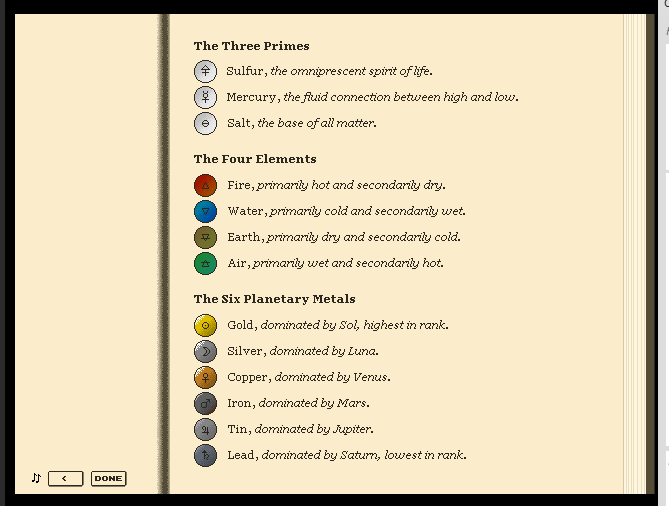 The Three Primes
Sulfur, the omniprescent spirit of life.
Mercury, the fluid connection between high and low.
Salt, the base of all matter.
The Four Elements
Fire, primarily hot and secondarily dry.
Water, primarily cold and secondarily wet.
Earth, primarily dry and secondarily cold.
Air, primarily wet and secondarily hot.
The Six Planetary Metals
Gold, dominated by Sol, highest in rank.
Silver, dominated by Luna.
Copper, dominated by Venus.
Iron, dominated by Mars.
Tin, dominated by Jupiter.
Lead, dominated by Saturn, lowest in rank.
< DONE